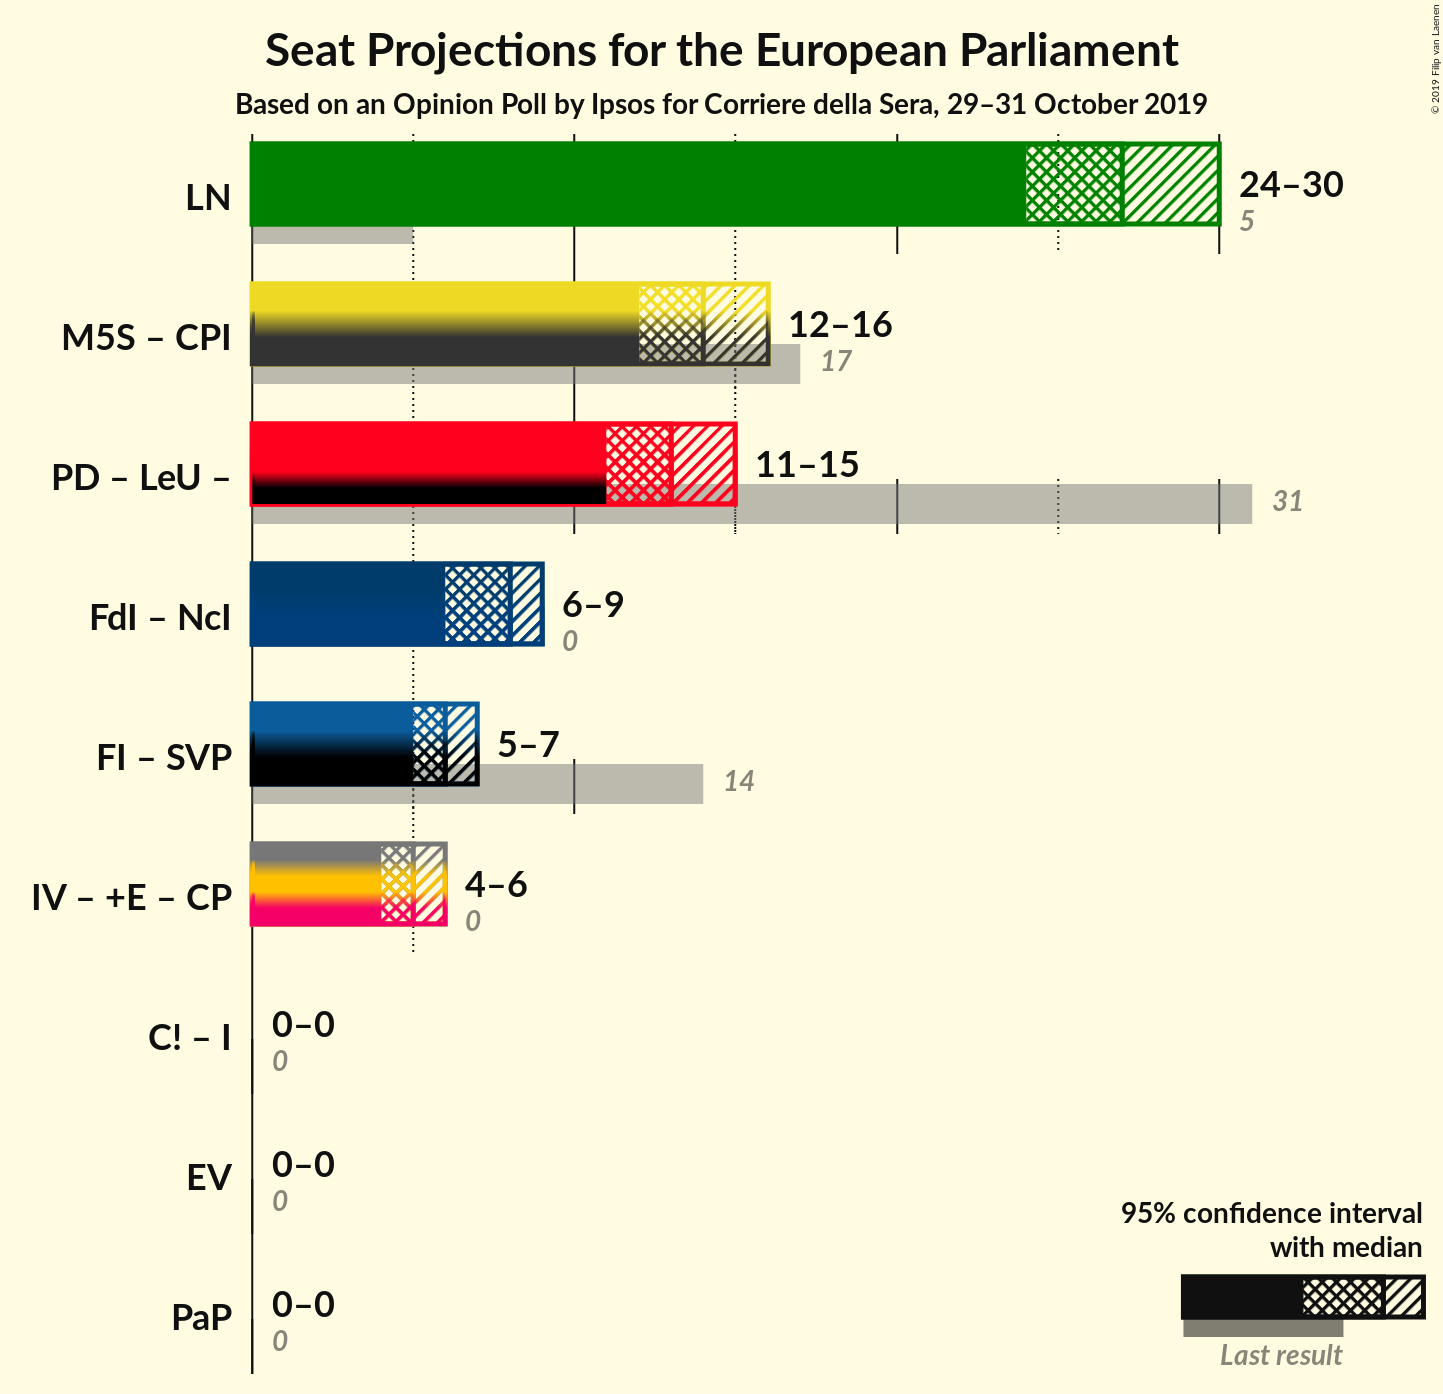 Seat Projections for the European Parliament
Based on an Opinion Poll by Ipsos for Corriere della Sera, 29–31 October 2019
© 2019 Filip van Laenen
LN
24–30
5
M5S – CPI
12–16
17
PD – LeU –
11–15
31
FdI – NcI
6–9
0
FI – SVP
5–7
14
IV – +E – CP
4–6
0
C! – I
0–0
0
EV
0–0
0
PaP
0–0
0
95% confidence interval
with median
Last result